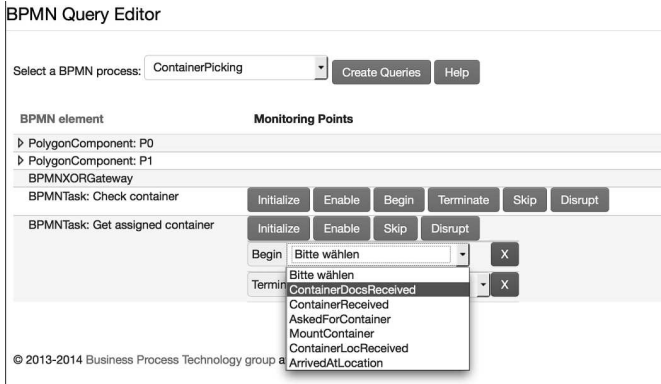 BPMN Query Editor
Select a BPMN process: ContainerPicking Create Queries Help
BPMN element Monitoring Points
PolygonComponent: P0
PolygonComponent: P1
BPMNXORGateway
BPMNTask: Check container Initialize Enable Begin Terminate Skip Disrupt
BPMNTask: Get assigned container Initialize Enable Skip Disrupt
Begin Bitte wählen X
Bitte wählen
Termin ContainerDocsReceived X
ContainerReceived
AskedForContainer
MountContainer
ContainerLocReceived
© 2013-2014 Business Process Technology group a ArrivedAtLocation